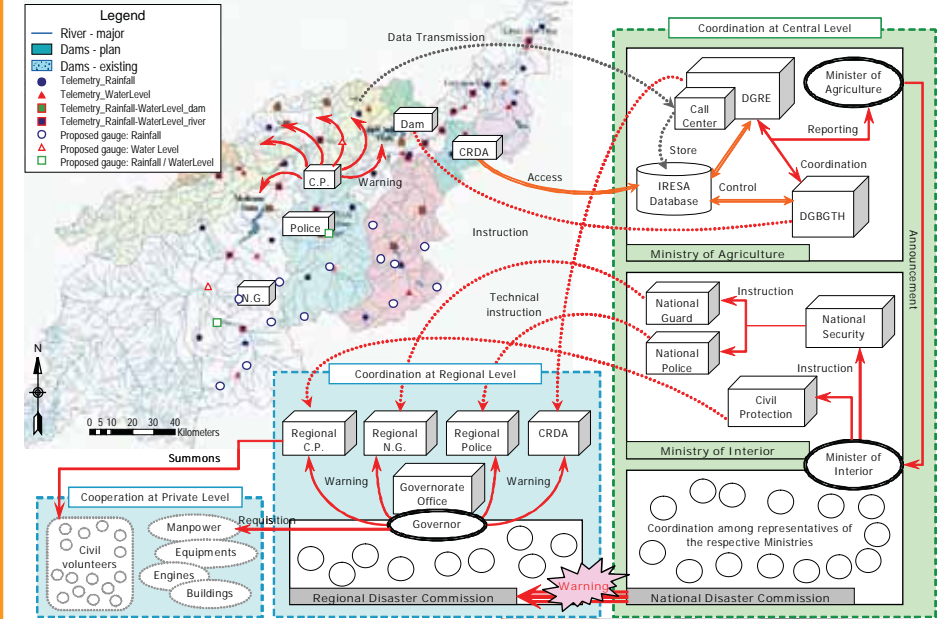 Legend
River - major
Dams - plan
Dams - existing
Telemetry_Rainfall
Telemetry_WaterLevel
Telemetry_Rainfall-WaterLevel_dam
Telemetry_Rainfall-WaterLevel_river
Proposed gauge: Rainfall
Proposed gauge: Water Level
Proposed gauge: Rainfall / WaterLevel
Data Transmission
Dam
CRDA
C.P.
Warning
Police
N.G.
Access
Instruction
Technical
instruction
N
0 5 10 20 30 40
Kilometers
Coordination at Central Level
DGRE
Call
Center
Minister of
Agriculture
Reporting
Store
Coordination
IRESA
Database
Control
DGBGTH
Ministry of Agriculture
Announcement
National
Guard
Instruction
National
Security
National
Police
Instruction
Civil
Protection
Ministry of Interior
Minister of
Interior
Coordination among representatives of
the respective Ministries
National Disaster Commission
Coordination at Regional Level
Regional
C.P.
Regional
N.G.
Regional
Police
CRDA
Warning
Governorate
Office
Warning
Governor
Regional Disaster Commission
Warning
Summons
Cooperation at Private Level
Civil
volunteers
Manpower
Requisition
Equipments
Engines
Buildings